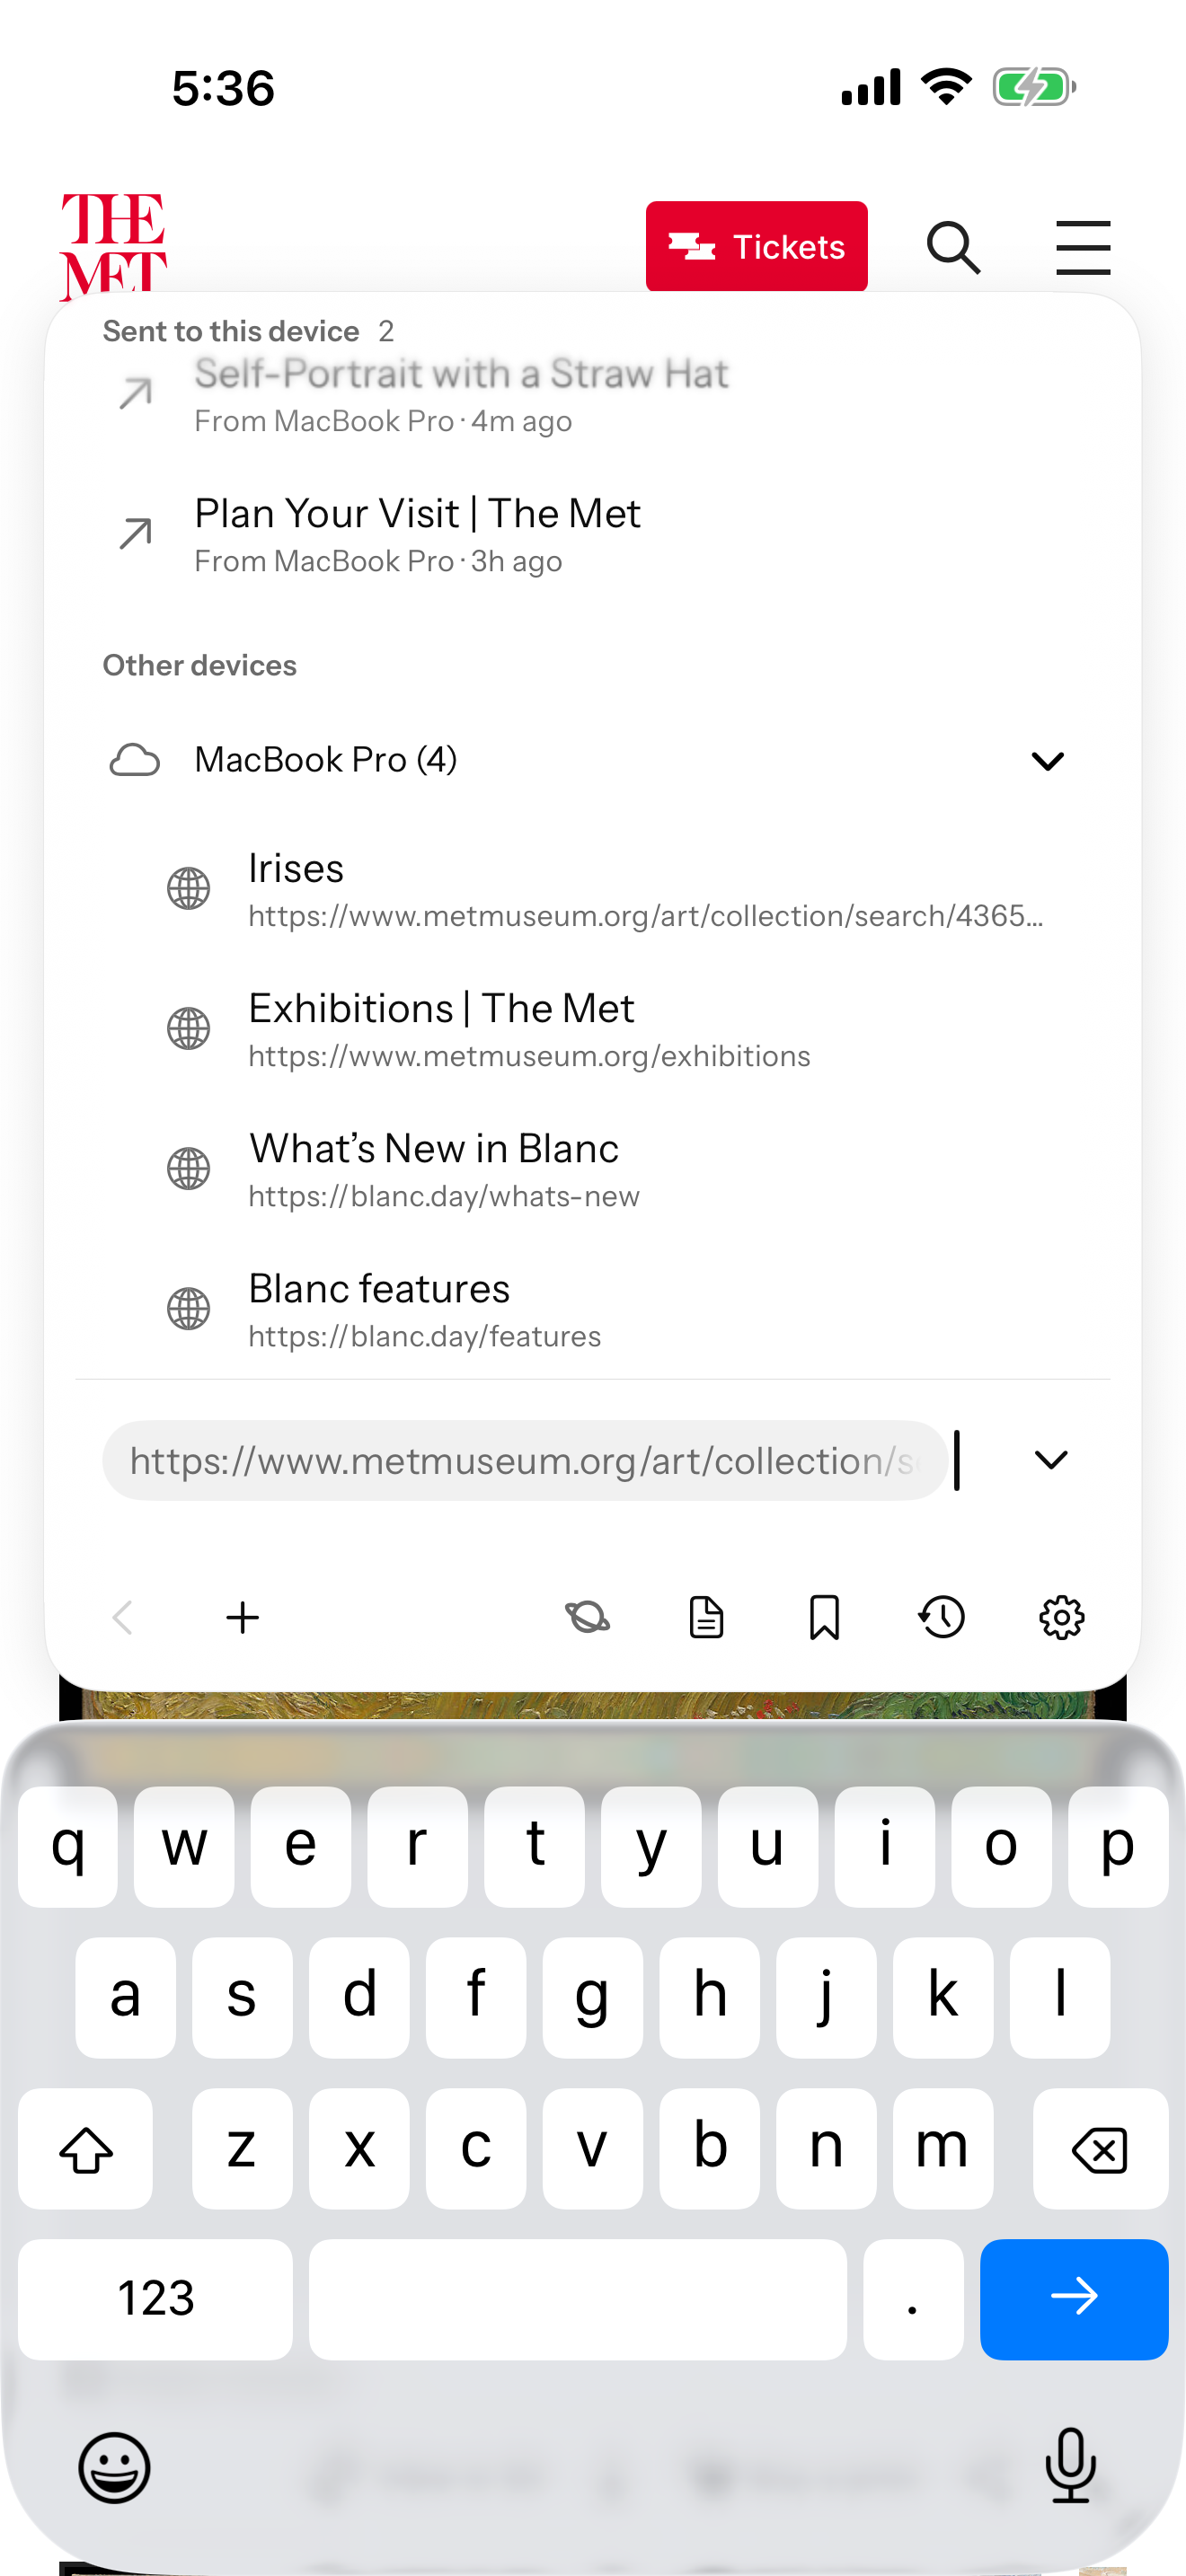 5:36
THE
MET
Tickets
Sent to this device 2
Self-Portrait with a Straw Hat
From MacBook Pro · 4m ago
Plan Your Visit | The Met
From MacBook Pro · 3h ago
Other devices
MacBook Pro (4)
Irises
https://www.metmuseum.org/art/collection/search/4365...
Exhibitions | The Met
https://www.metmuseum.org/exhibitions
What's New in Blanc
https://blanc.day/whats-new
Blanc features
https://blanc.day/features
https://www.metmuseum.org/art/collection/s
q w e r t y u i o p
a s d f g h j k l
z x c v b n m
123 .